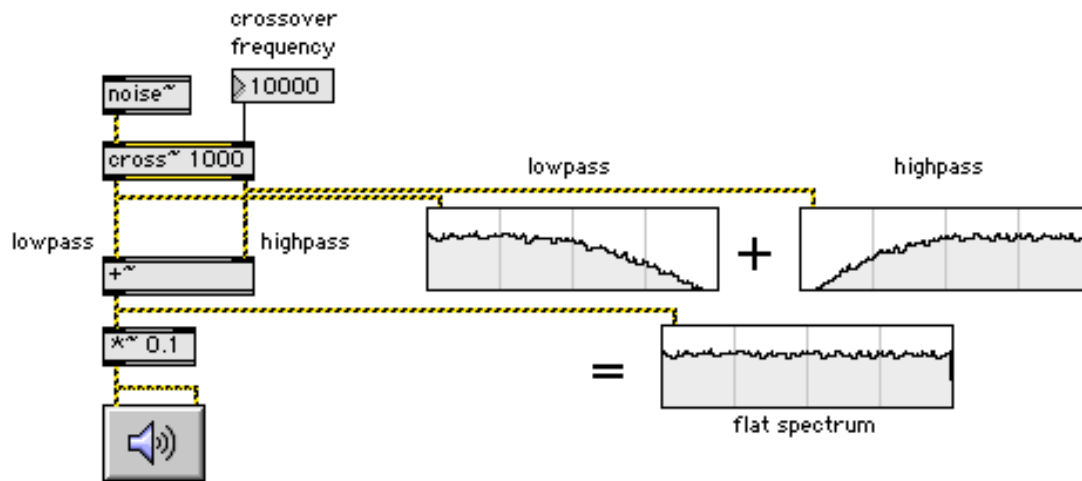 crossover
frequency
noise~
10000
cross~ 1000
lowpass
highpass
lowpass
highpass
+~
+
*~ 0.1
=
flat spectrum